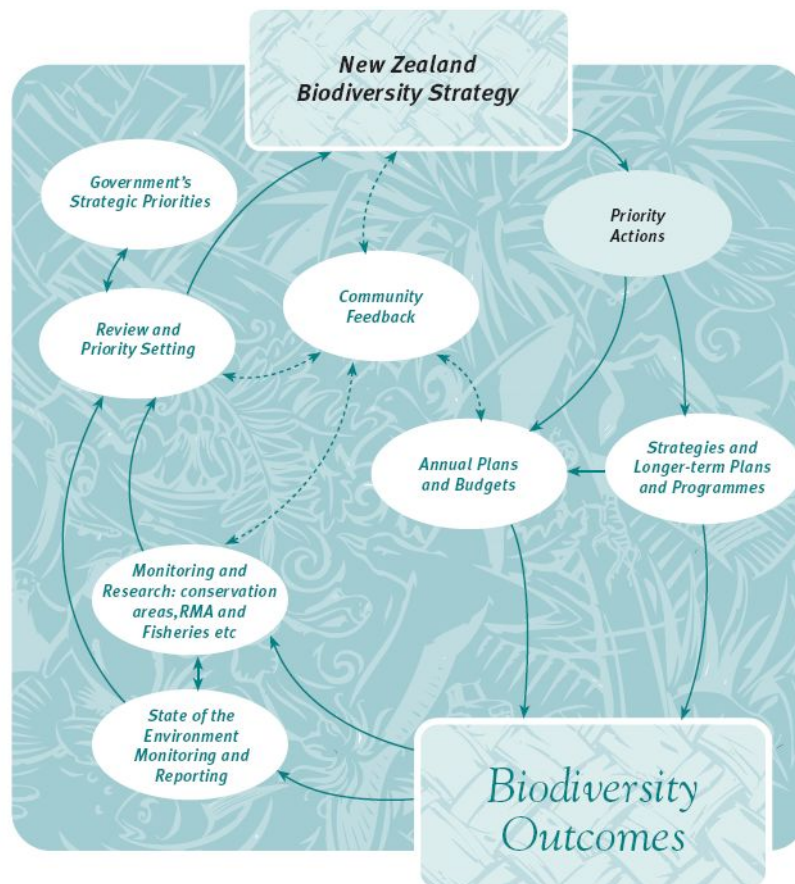 New Zealand
Biodiversity Strategy
Government's
Strategic Priorities
Priority
Actions
Community
Feedback
Review and
Priority Setting
Annual Plans
and Budgets
Strategies and
Longer-term Plans
and Programmes
Monitoring and
Research: conservation
areas,RMA and
Fisheries etc
State of the
Environment
Monitoring and
Reporting
Biodiversity
Outcomes